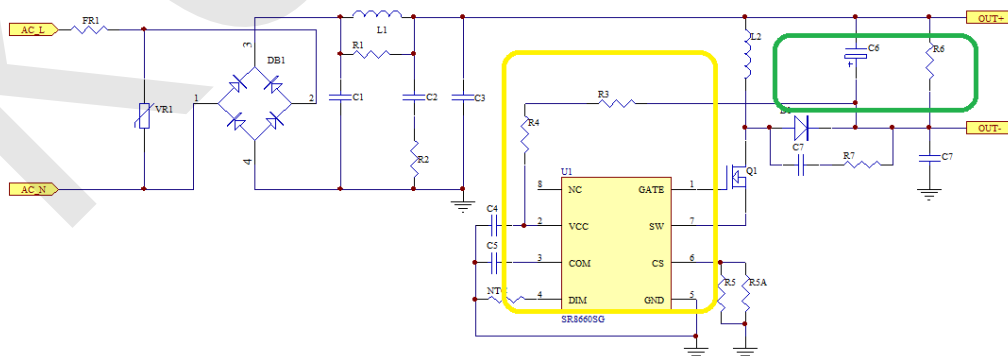 FR1
AC_L
L1
OUT+
R1
L2
C6
R6
3
DB1
1
2
VR1
C1
C2
C3
R3
R4
OUT-
C7
R7
C7
4
R2
AC_N
U1
Q1
8 NC GATE 1
C4
2 VCC SW 7
C5
3 COM CS 6
4 DIM GND 5
R5 R5A
SR8660SG